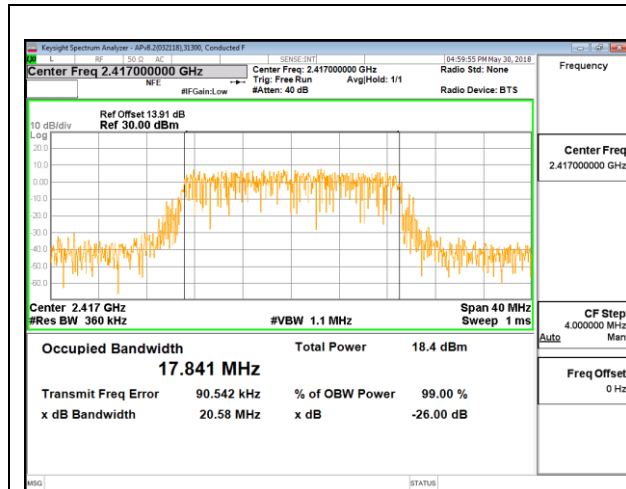 Keysight Spectrum Analyzer - APv8.2(032118),31300, Conducted F
L RF 50 Ω AC SENSE:INT 04:59:55 PM May 30, 2018
Center Freq 2.417000000 GHz
NFE
#IFGain:Low
Center Freq: 2.417000000 GHz
Trig: Free Run Avg|Hold: 1/1
#Atten: 40 dB
Radio Std: None
Radio Device: BTS
Frequency
Ref Offset 13.91 dB
10 dB/div Ref 30.00 dBm
Log
20.0
10.0
0.00
-10.0
-20.0
-30.0
-40.0
-50.0
-60.0
Center 2.417 GHz Span 40 MHz
#Res BW 360 kHz #VBW 1.1 MHz Sweep 1 ms
Occupied Bandwidth Total Power 18.4 dBm
17.841 MHz
Transmit Freq Error 90.542 kHz % of OBW Power 99.00 %
x dB Bandwidth 20.58 MHz x dB -26.00 dB
Center Freq
2.417000000 GHz
CF Step
4.000000 MHz
Auto Man
Freq Offset
0 Hz
MSG STATUS